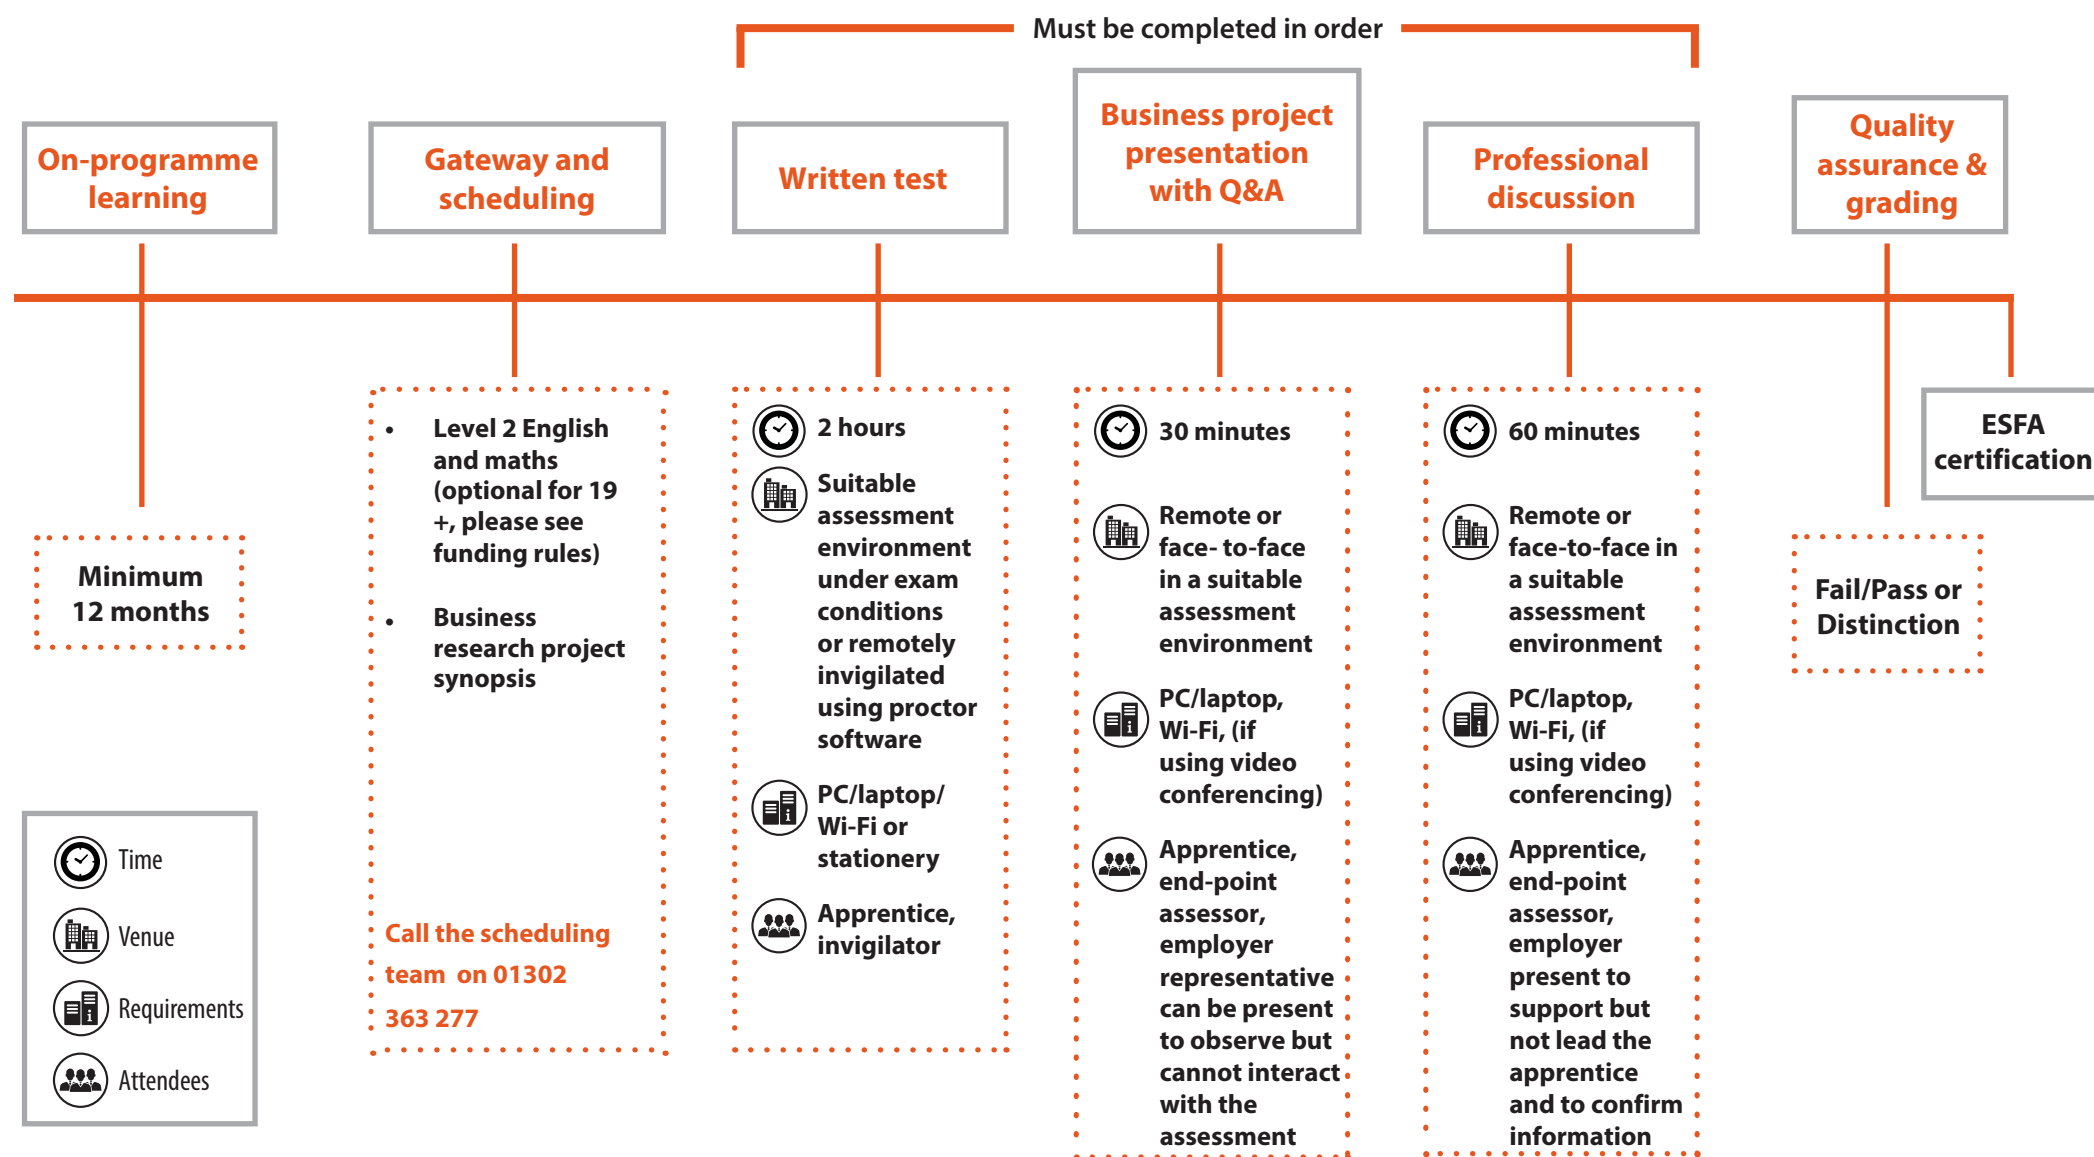 Must be completed in order
On-programme
learning
Gateway and
scheduling
Written test
Business project
presentation
with Q&A
Professional
discussion
Quality
assurance &
grading
Minimum
12 months
• Level 2 English
and maths
(optional for 19
+, please see
funding rules)
• Business
research project
synopsis
Call the scheduling
team on 01302
363 277
2 hours
Suitable
assessment
environment
under exam
conditions
or remotely
invigilated
using proctor
software
PC/laptop/
Wi-Fi or
stationery
Apprentice,
invigilator
30 minutes
Remote or
face- to-face
in a suitable
assessment
environment
PC/laptop,
Wi-Fi, (if
using video
conferencing)
Apprentice,
end-point
assessor,
employer
representative
can be present
to observe but
cannot interact
with the
assessment
60 minutes
Remote or
face-to-face in
a suitable
assessment
environment
PC/laptop,
Wi-Fi, (if
using video
conferencing)
Apprentice,
end-point
assessor,
employer
present to
support but
not lead the
apprentice
and to confirm
information
Fail/Pass or
Distinction
ESFA
certification
Time
Venue
Requirements
Attendees